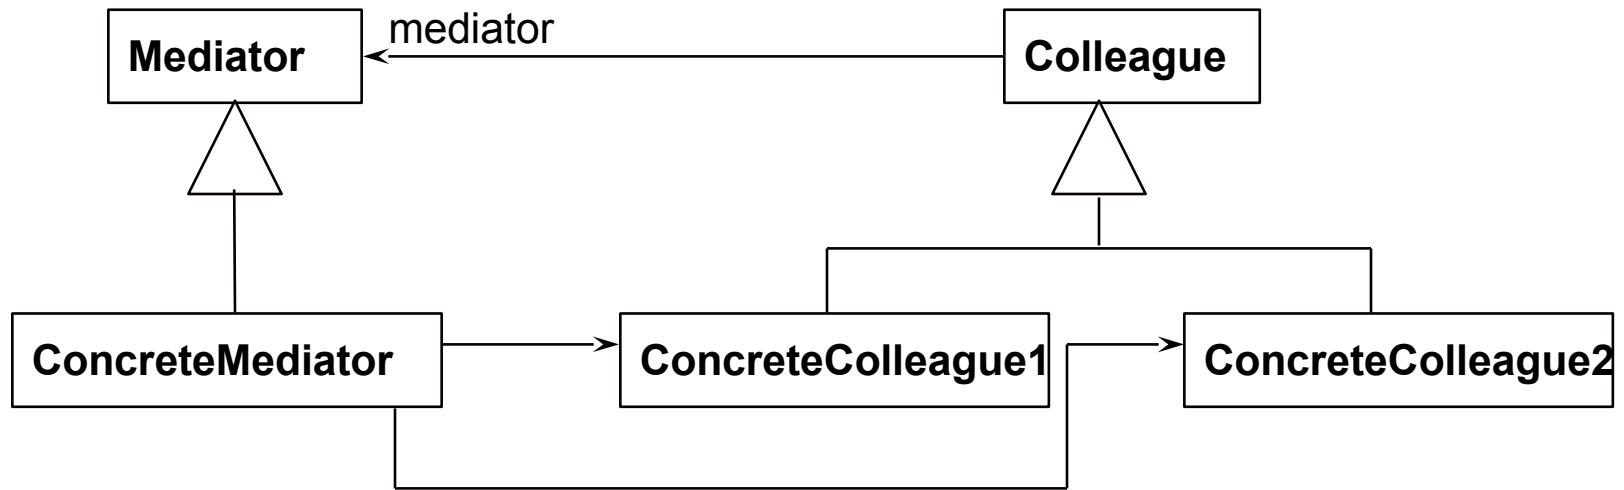 mediator
Mediator
Colleague
ConcreteMediator
ConcreteColleague1
ConcreteColleague2